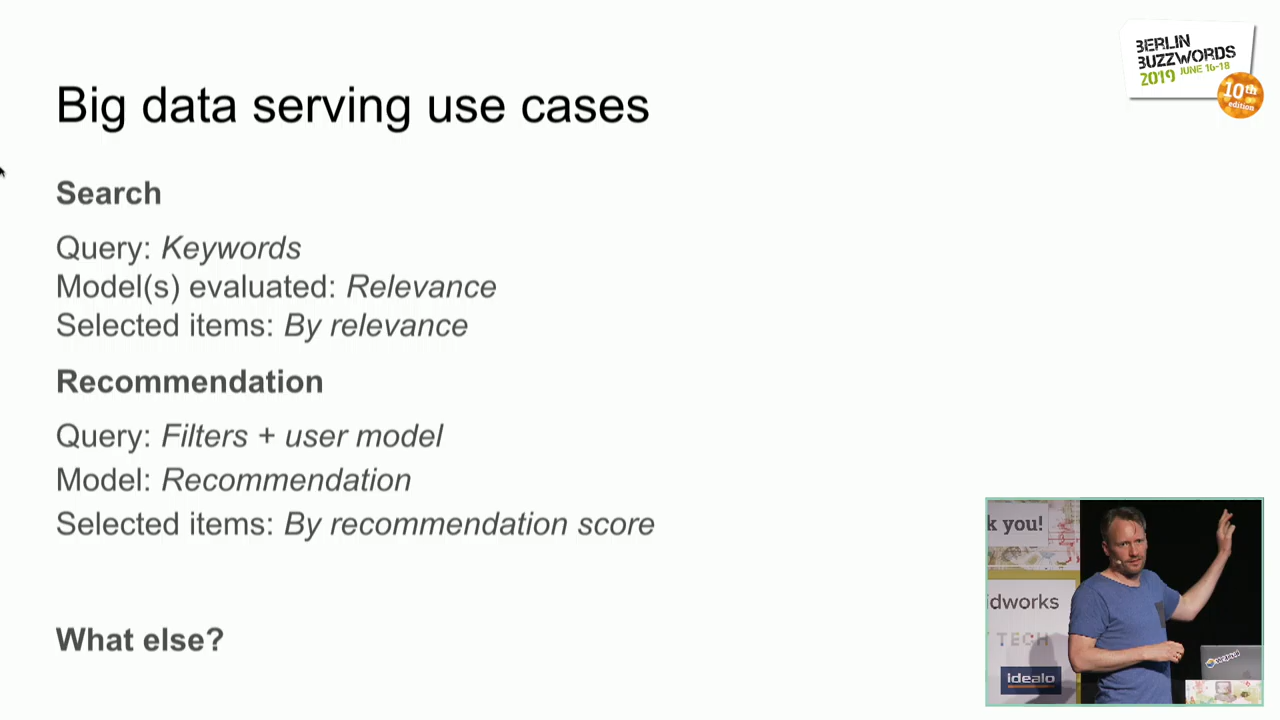 BERLIN
BUZZWORDS
2019 JUNE 16-18
10th
edition
Big data serving use cases
Search
Query: Keywords
Model(s) evaluated: Relevance
Selected items: By relevance
Recommendation
Query: Filters + user model
Model: Recommendation
Selected items: By recommendation score
What else?
k you!
idworks
TECH
idealo